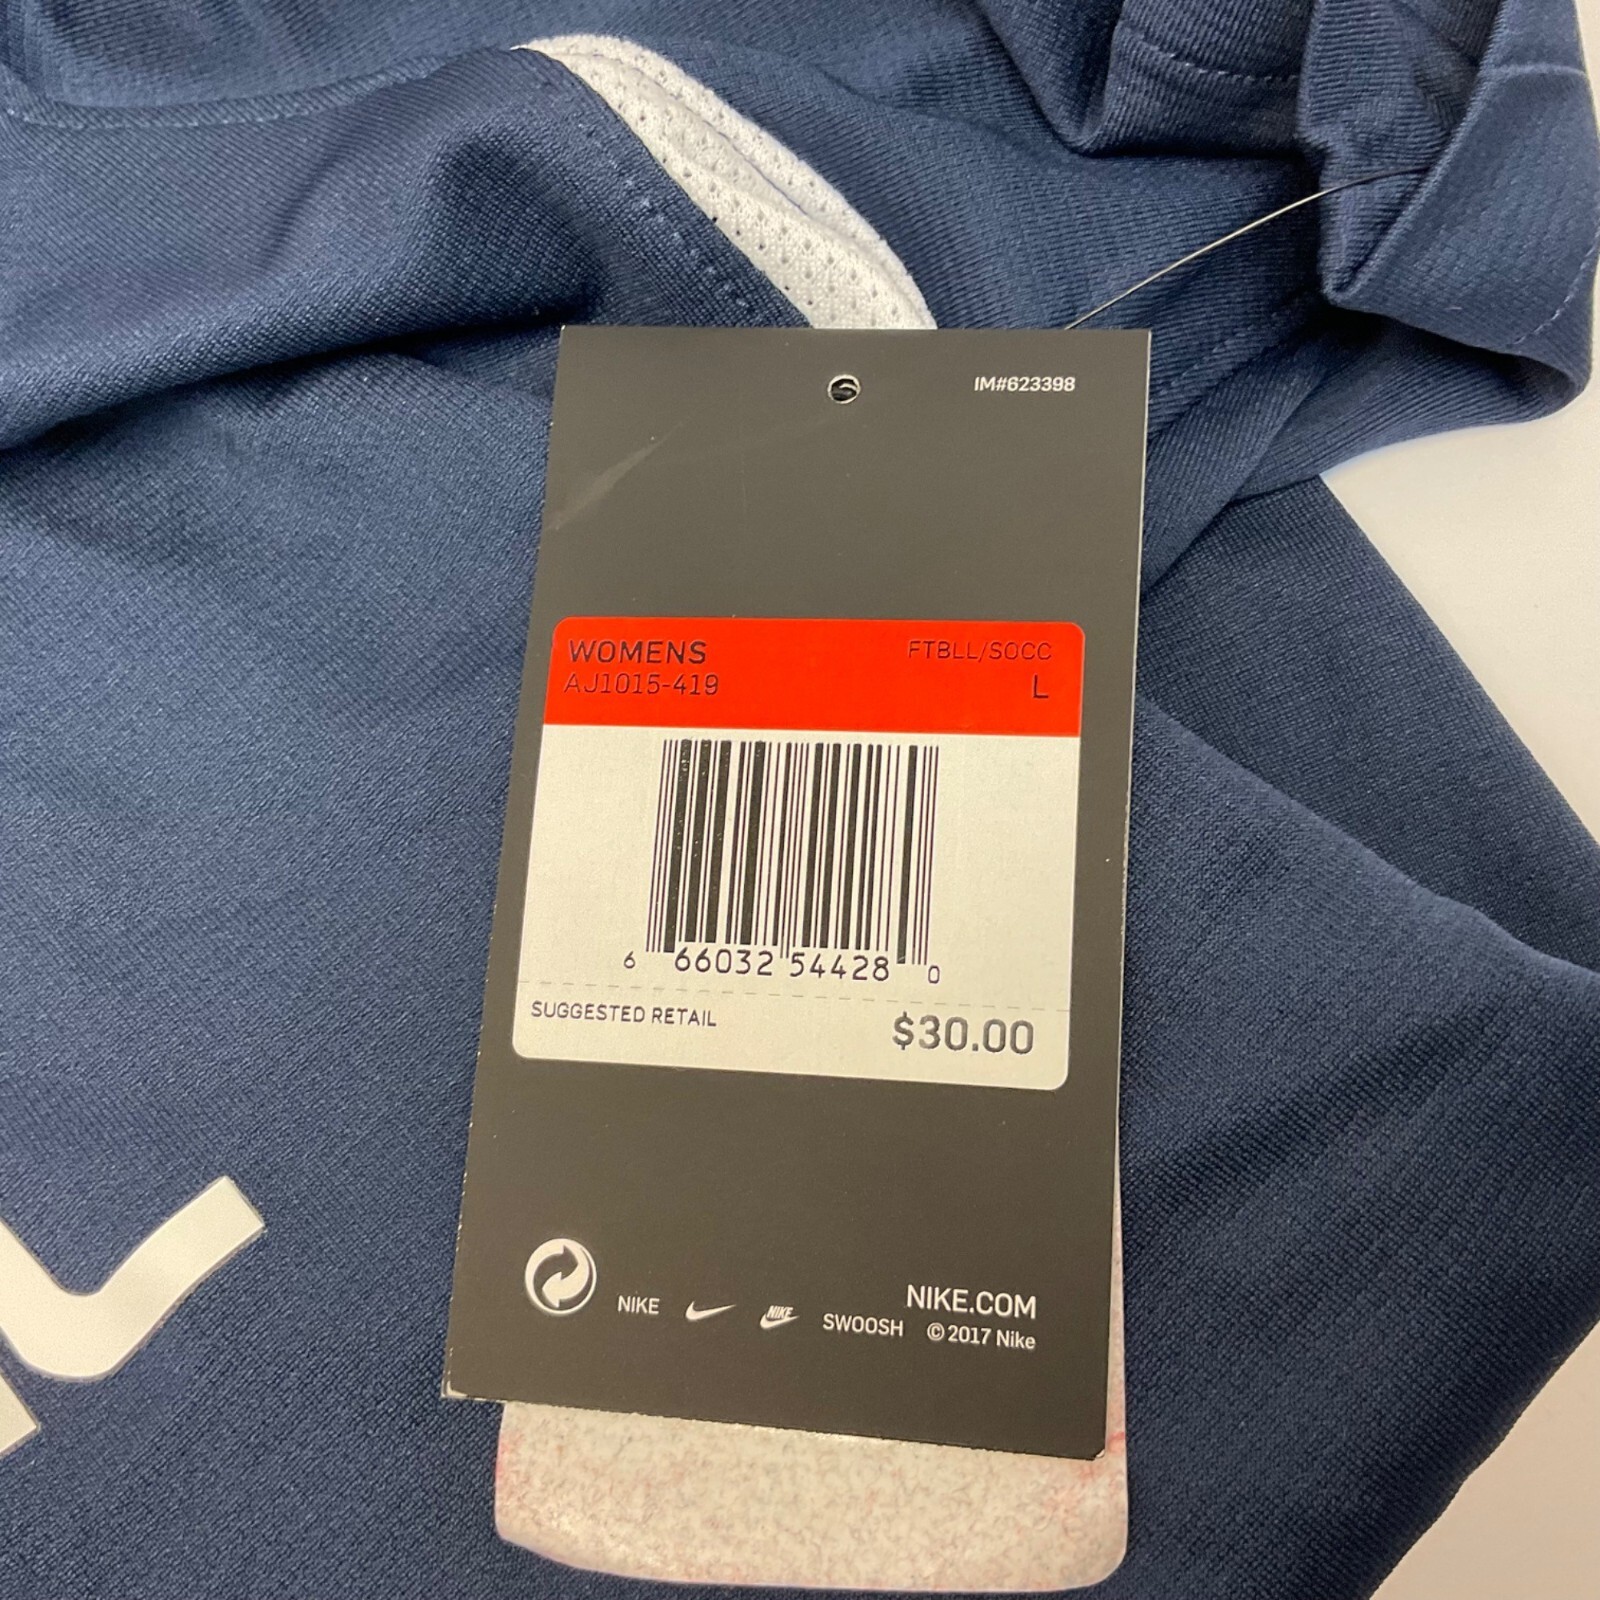 IM#623398
WOMENS FTBLL/SOCC
AJ1015-419 L
6 66032 54428 0
SUGGESTED RETAIL $30.00
NIKE NIKE SWOOSH
NIKE.COM
© 2017 Nike